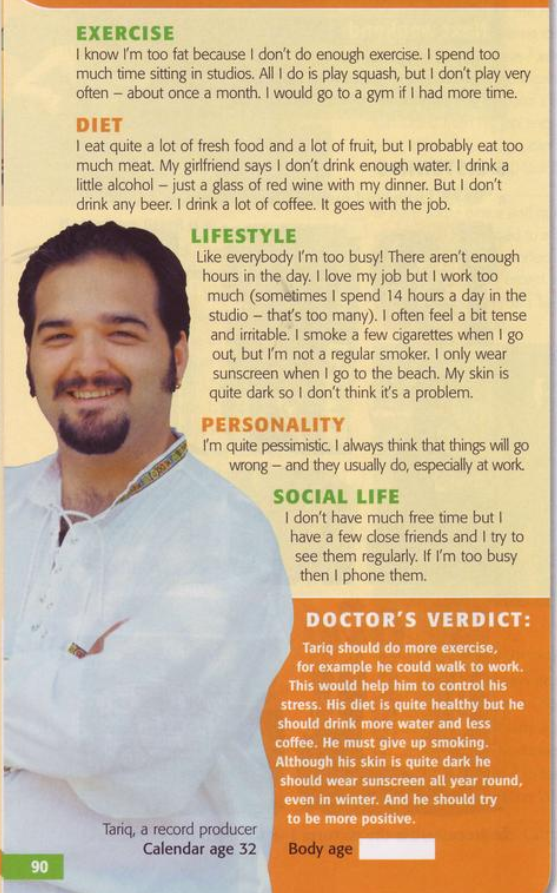 EXERCISE
I know I'm too fat because I don't do enough exercise. I spend too
much time sitting in studios. All I do is play squash, but I don't play very
often – about once a month. I would go to a gym if I had more time.
DIET
I eat quite a lot of fresh food and a lot of fruit, but I probably eat too
much meat. My girlfriend says I don't drink enough water. I drink a
little alcohol – just a glass of red wine with my dinner. But I don't
drink any beer. I drink a lot of coffee. It goes with the job.
LIFESTYLE
Like everybody I'm too busy! There aren't enough
hours in the day. I love my job but I work too
much (sometimes I spend 14 hours a day in the
studio – that's too many). I often feel a bit tense
and irritable. I smoke a few cigarettes when I go
out, but I'm not a regular smoker. I only wear
sunscreen when I go to the beach. My skin is
quite dark so I don't think it's a problem.
PERSONALITY
I'm quite pessimistic. I always think that things will go
wrong – and they usually do, especially at work.
SOCIAL LIFE
I don't have much free time but I
have a few close friends and I try to
see them regularly. If I'm too busy
then I phone them.
DOCTOR'S VERDICT:
Tariq should do more exercise,
for example he could walk to work.
This would help him to control his
stress. His diet is quite healthy but he
should drink more water and less
coffee. He must give up smoking.
Although his skin is quite dark he
should wear sunscreen all year round,
even in winter. And he should try
to be more positive.
Tariq, a record producer
Calendar age 32
Body age
90